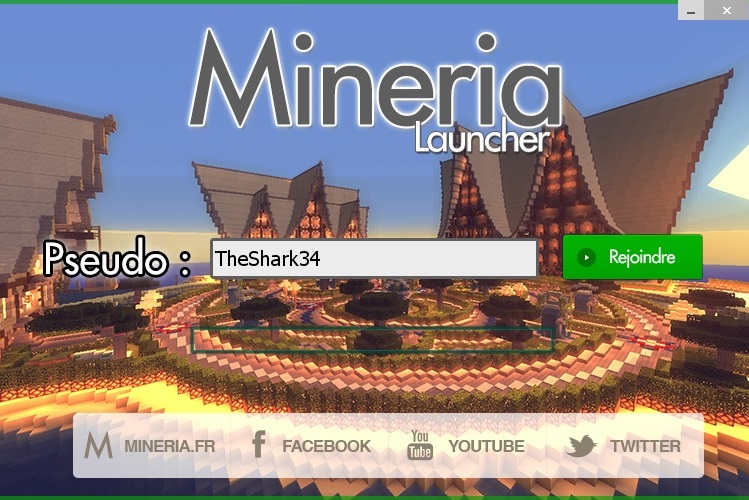 Mineria
Launcher
Pseudo :
TheShark34
Rejoindre
MINERIA.FR
f FACEBOOK
You Tube YOUTUBE
TWITTER